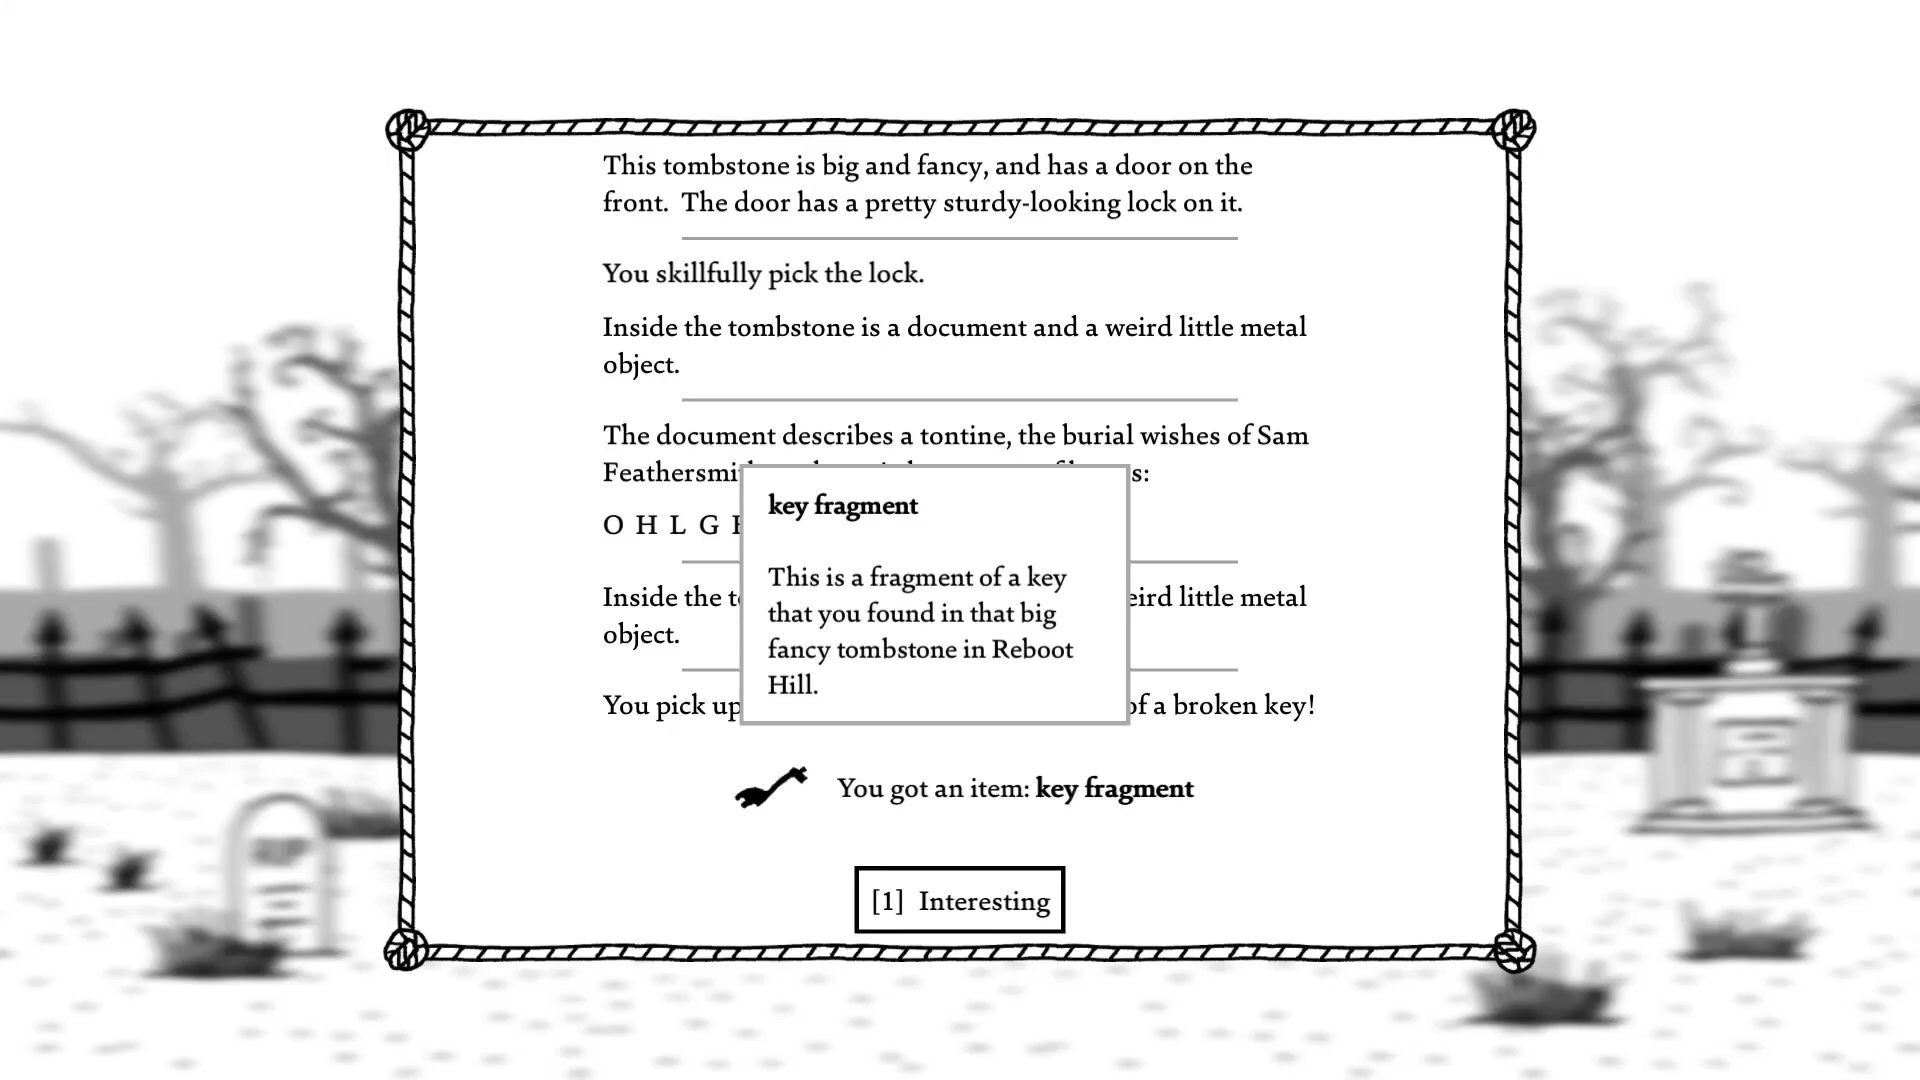 This tombstone is big and fancy, and has a door on the
front. The door has a pretty sturdy-looking lock on it.
You skillfully pick the lock.
Inside the tombstone is a document and a weird little metal
object.
The document describes a tontine, the burial wishes of Sam
O H L G
key fragment
This is a fragment of a key
that you found in that big
fancy tombstone in Reboot
Hill.
Inside the little metal
object.
You pick up of a broken key!
You got an item: key fragment
[1] Interesting
RIP